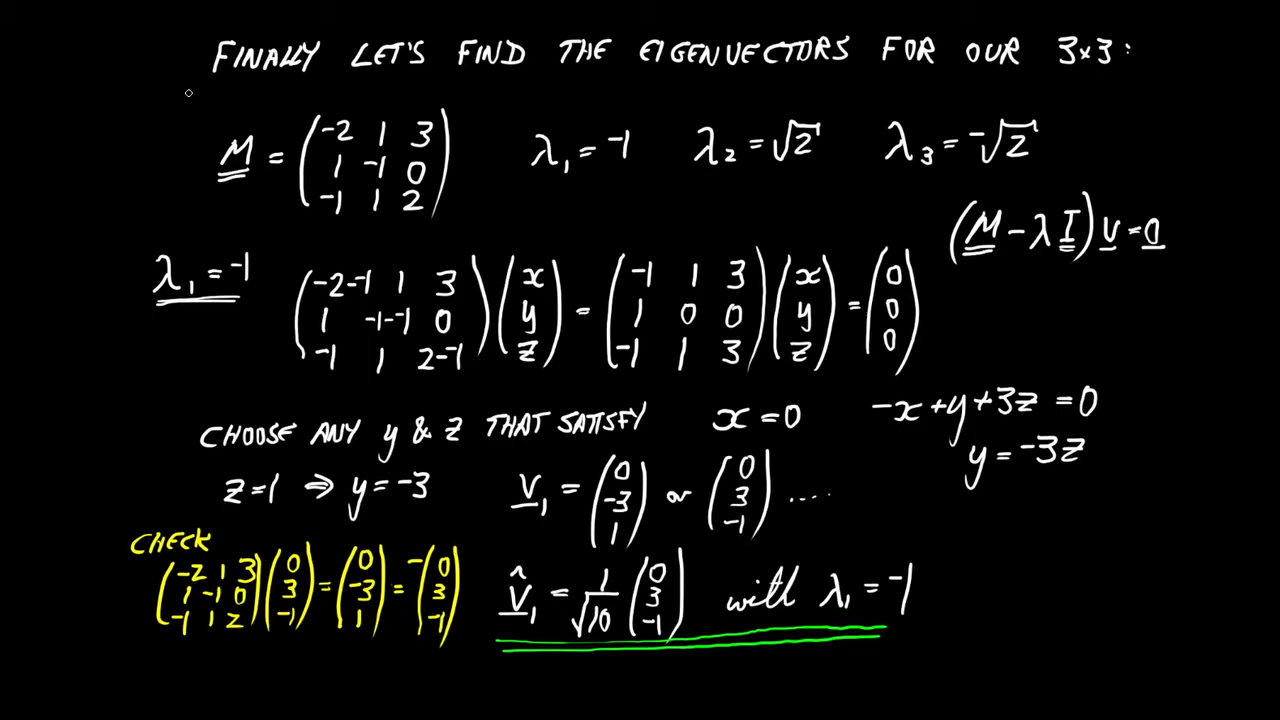 FINALLY LET'S FIND THE EIGENVECTORS FOR OUR 3×3:
M = (-2 1 3; 1 -1 0; -1 1 2) λ1 = -1 λ2 = √2 λ3 = -√2
(M - λI) v = 0
λ1 = -1 (-2--1 1 3; 1 -1--1 0; -1 1 2--1)(x; y; z) = (-1 1 3; 1 0 0; -1 1 3)(x; y; z) = (0; 0; 0)
CHOOSE ANY y & z THAT SATISFY x = 0 -x + y + 3z = 0
y = -3z
z = 1 ⇒ y = -3 v1 = (0; -3; 1) or (0; 3; -1) ....
CHECK
(-2 1 3; 1 -1 0; -1 1 2)(0; 3; -1) = (0; -3; 1) = -(0; 3; -1)
v̂1 = 1/√10 (0; 3; -1) with λ1 = -1